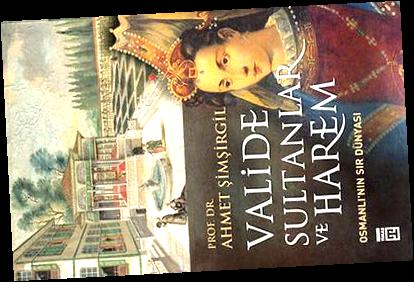 PROF. DR.
AHMET ŞİMŞİRGİL
VALİDE
SULTANLAR
VE HAREM
OSMANLI'NIN SIR DÜNYASI